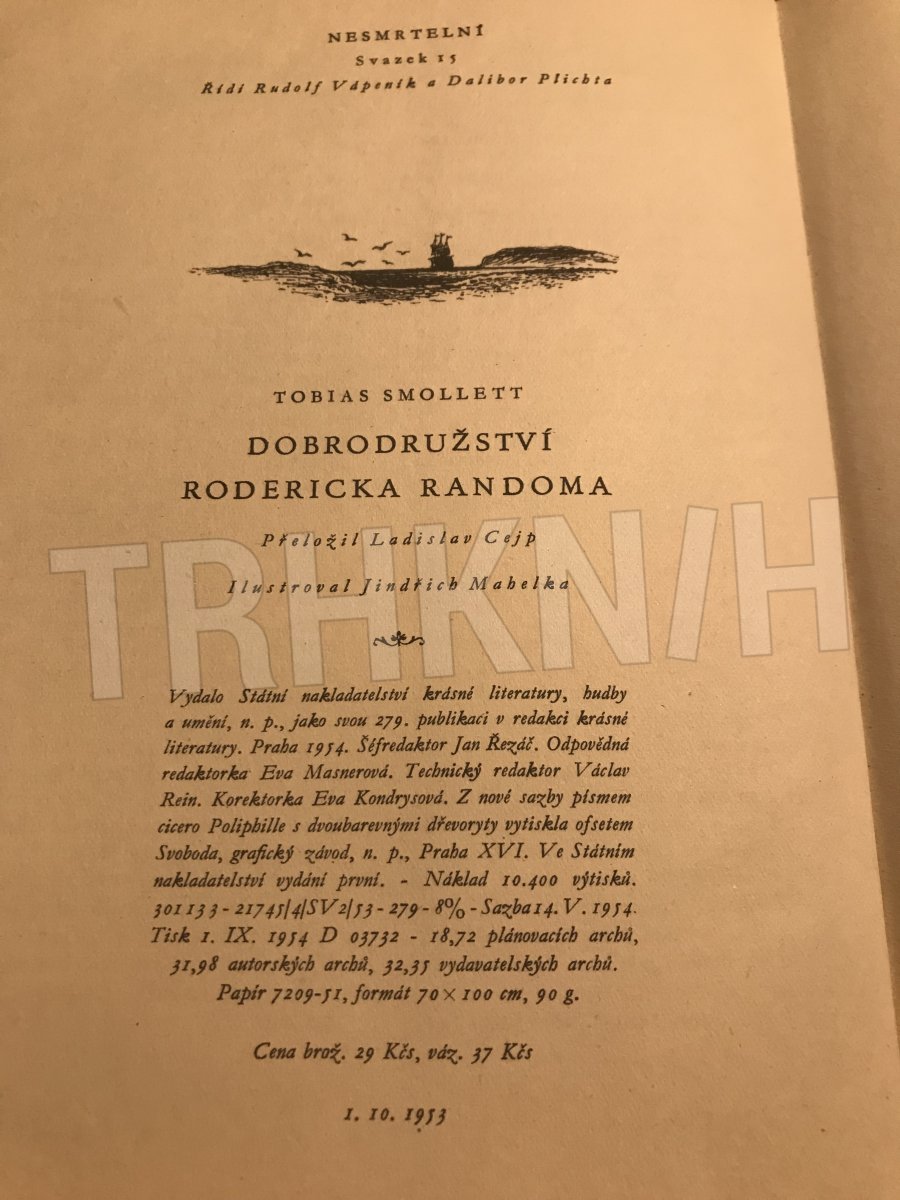 NESMRTELNÍ
Svazek 15
Řídí Rudolf Vápeník a Dalibor Plichta
TOBIAS SMOLLETT
DOBRODRUŽSTVÍ
RODERICKA RANDOMA
Přeložil Ladislav Cejp
Ilustroval Jindřich Mahelka
TRHKN/H
Vydalo Státní nakladatelství krásné literatury, hudby
a umění, n. p., jako svou 279. publikaci v redakci krásné
literatury. Praha 1954. Šéfredaktor Jan Řezáč. Odpovědná
redaktorka Eva Masnerová. Technický redaktor Václav
Rein. Korektorka Eva Kondrysová. Z nové sazby písmem
cicero Poliphille s dvoubarevnými dřevoryty vytiskla ofsetem
Svoboda, grafický závod, n. p., Praha XVI. Ve Státním
nakladatelství vydání první. - Náklad 10.400 výtisků.
301 133 - 21745/4/SV2/53 - 279 - 8% - Sazba 14. V. 1954.
Tisk 1. IX. 1954 D 03732 - 18,72 plánovacích archů,
31,98 autorských archů, 32,35 vydavatelských archů.
Papír 7209-51, formát 70 × 100 cm, 90 g.
Cena brož. 29 Kčs, váz. 37 Kčs
1. 10. 1953